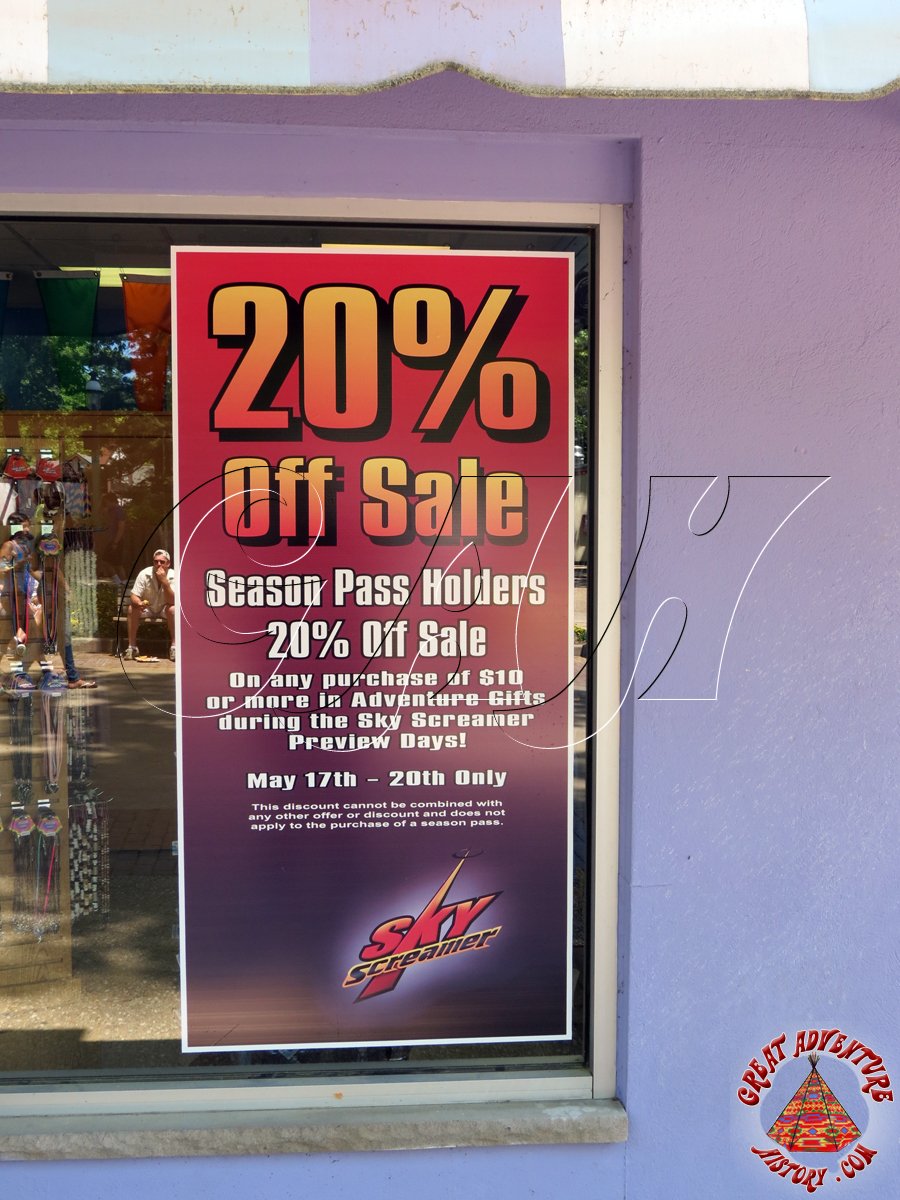 20%
Off Sale
Season Pass Holders
20% Off Sale
On any purchase of $10
or more in Adventure Gifts
during the Sky Screamer
Preview Days!
May 17th – 20th Only
This discount cannot be combined with
any other offer or discount and does not
apply to the purchase of a season pass.
SKY
Screamer
GREAT ADVENTURE
HISTORY.COM